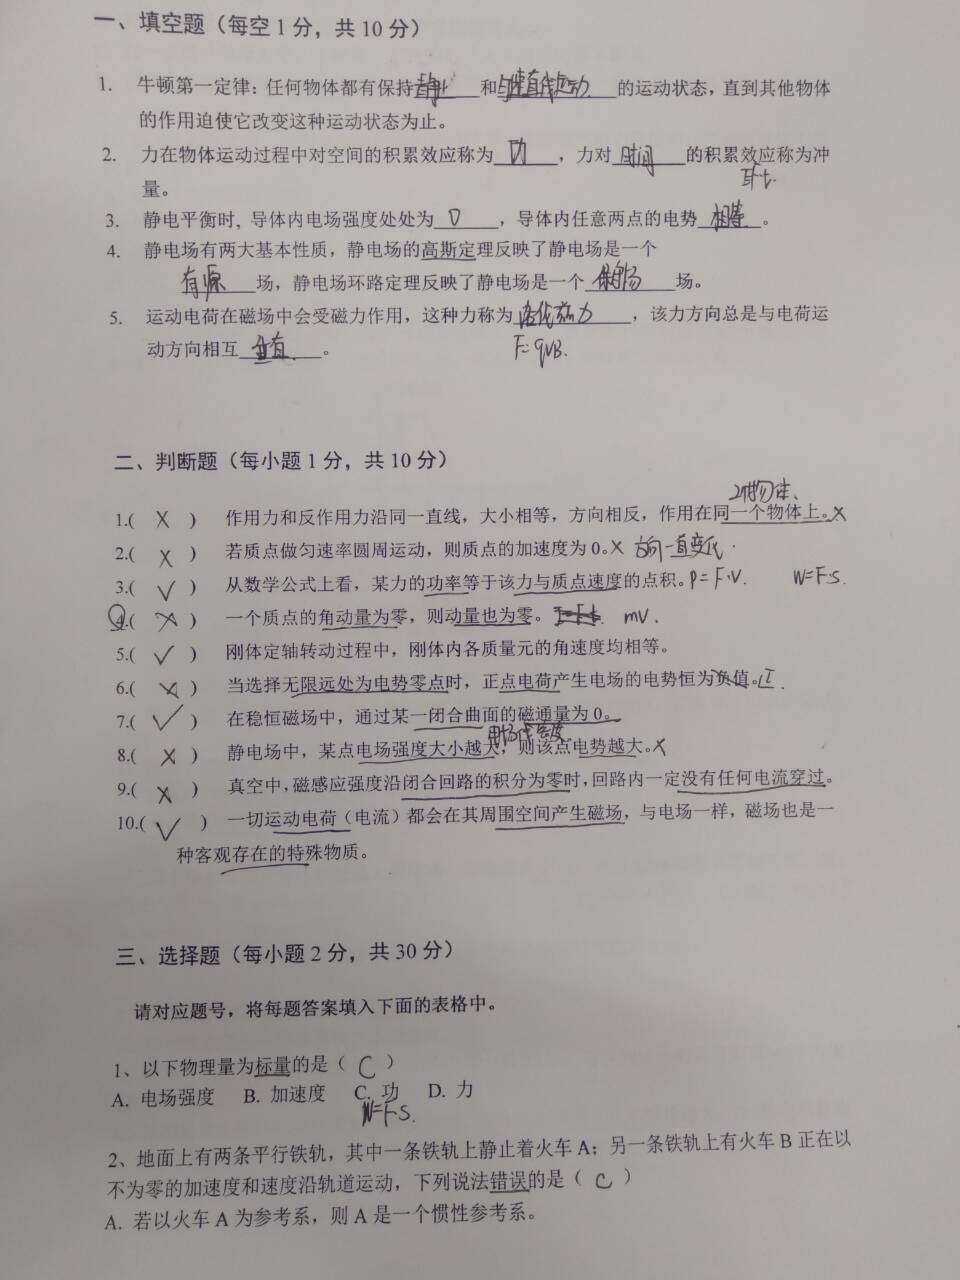 一、填空题（每空1分，共10分）
1. 牛顿第一定律：任何物体都有保持静止和匀速直线运动的运动状态，直到其他物体
的作用迫使它改变这种运动状态为止。
2. 力在物体运动过程中对空间的积累效应称为功，力对时间的积累效应称为冲
量。 I=F·t.
3. 静电平衡时, 导体内电场强度处处为0，导体内任意两点的电势相等。
4. 静电场有两大基本性质，静电场的高斯定理反映了静电场是一个
有源场，静电场环路定理反映了静电场是一个保守场场。
5. 运动电荷在磁场中会受磁力作用，这种力称为洛伦兹力，该力方向总是与电荷运
动方向相互垂直。 F=qvB.
二、判断题（每小题1分，共10分）
2个物体、
1.( × ) 作用力和反作用力沿同一直线，大小相等，方向相反，作用在同一个物体上。×
2.( × ) 若质点做匀速率圆周运动，则质点的加速度为0。× 方向一直变化.
3.( √ ) 从数学公式上看，某力的功率等于该力与质点速度的点积。P=F·V. W=F·S.
4.( × ) 一个质点的角动量为零，则动量也为零。 mv.
5.( √ ) 刚体定轴转动过程中，刚体内各质量元的角速度均相等。
6.( × ) 当选择无限远处为电势零点时，正点电荷产生电场的电势恒为负值。正.
7.( √ ) 在稳恒磁场中，通过某一闭合曲面的磁通量为0。
电场线密度
8.( × ) 静电场中，某点电场强度大小越大，则该点电势越大。×
9.( × ) 真空中,磁感应强度沿闭合回路的积分为零时,回路内一定没有任何电流穿过。
10.( √ ) 一切运动电荷（电流）都会在其周围空间产生磁场，与电场一样，磁场也是一
种客观存在的特殊物质。
三、选择题（每小题2分，共30分）
请对应题号，将每题答案填入下面的表格中。
1、以下物理量为标量的是（ C ）
A. 电场强度 B. 加速度 C. 功 D. 力
W=F·S.
2、地面上有两条平行铁轨，其中一条铁轨上静止着火车A；另一条铁轨上有火车B正在以
不为零的加速度和速度沿轨道运动，下列说法错误的是（ C ）
A. 若以火车A为参考系，则A是一个惯性参考系。